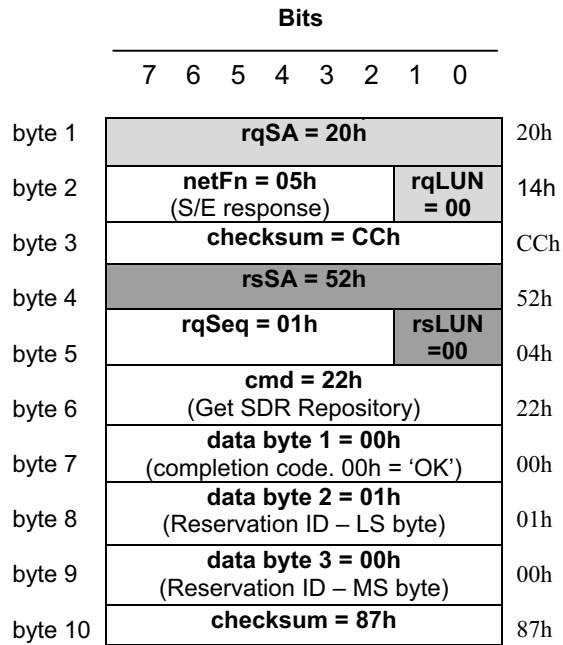 Bits
7 6 5 4 3 2 1 0
byte 1 rqSA = 20h 20h
byte 2 netFn = 05h rqLUN 14h
(S/E response) = 00
byte 3 checksum = CCh CCh
byte 4 rsSA = 52h 52h
byte 5 rqSeq = 01h rsLUN 04h
=00
byte 6 cmd = 22h 22h
(Get SDR Repository)
byte 7 data byte 1 = 00h 00h
(completion code. 00h = ‘OK’)
byte 8 data byte 2 = 01h 01h
(Reservation ID – LS byte)
byte 9 data byte 3 = 00h 00h
(Reservation ID – MS byte)
byte 10 checksum = 87h 87h